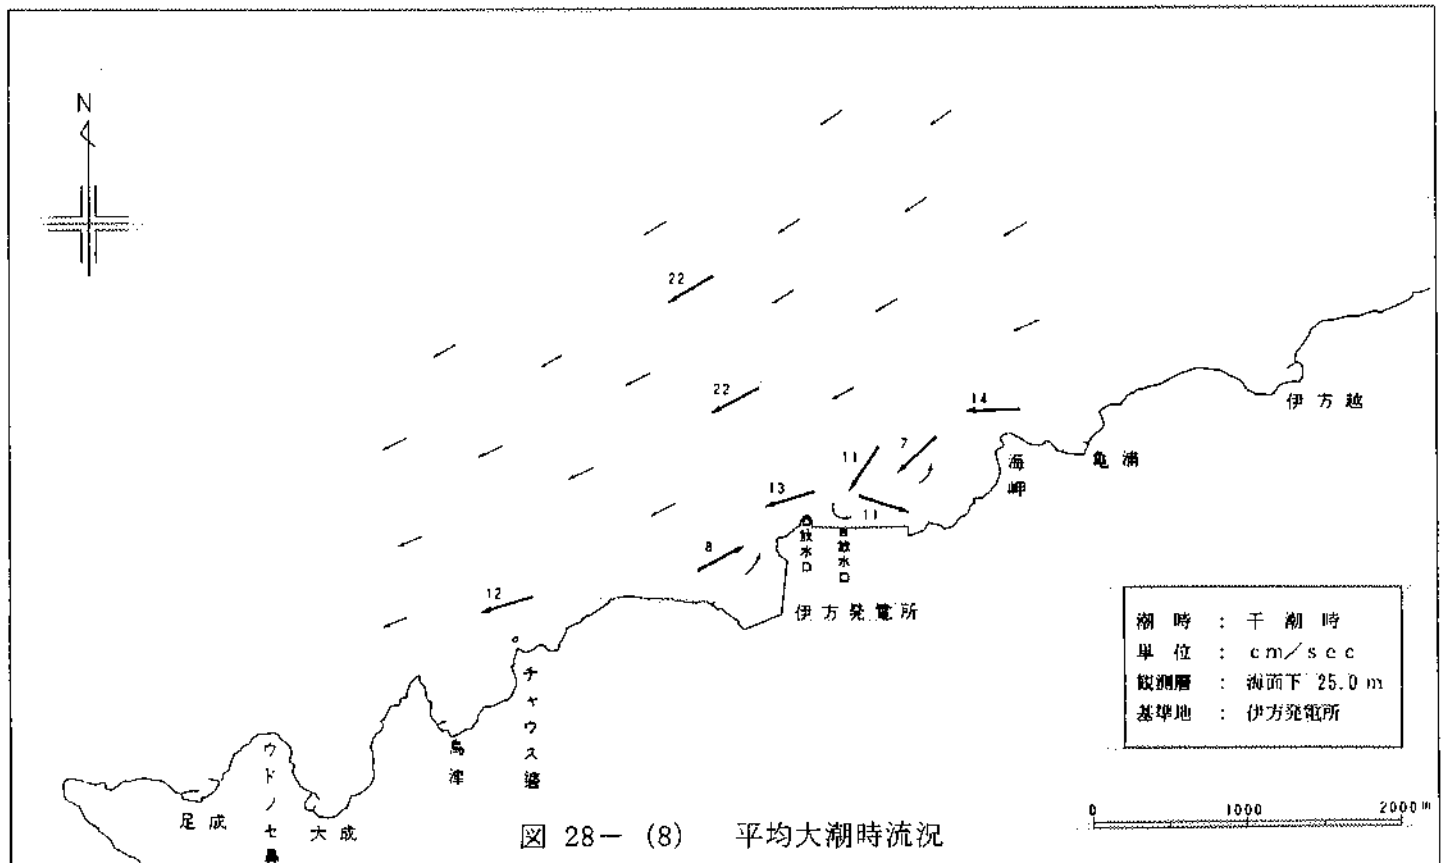 N
22
22
14
7
11
13
11
8
12
伊方越
亀浦
海岬
放水口
放水口
伊方発電所
チャウス碆
鳥津
ウドノセ鼻
大成
足成
潮時 : 干潮時
単位 : cm/sec
観測層 : 海面下 25.0 m
基準地 : 伊方発電所
0 1000 2000 m
図 28- (8) 平均大潮時流況